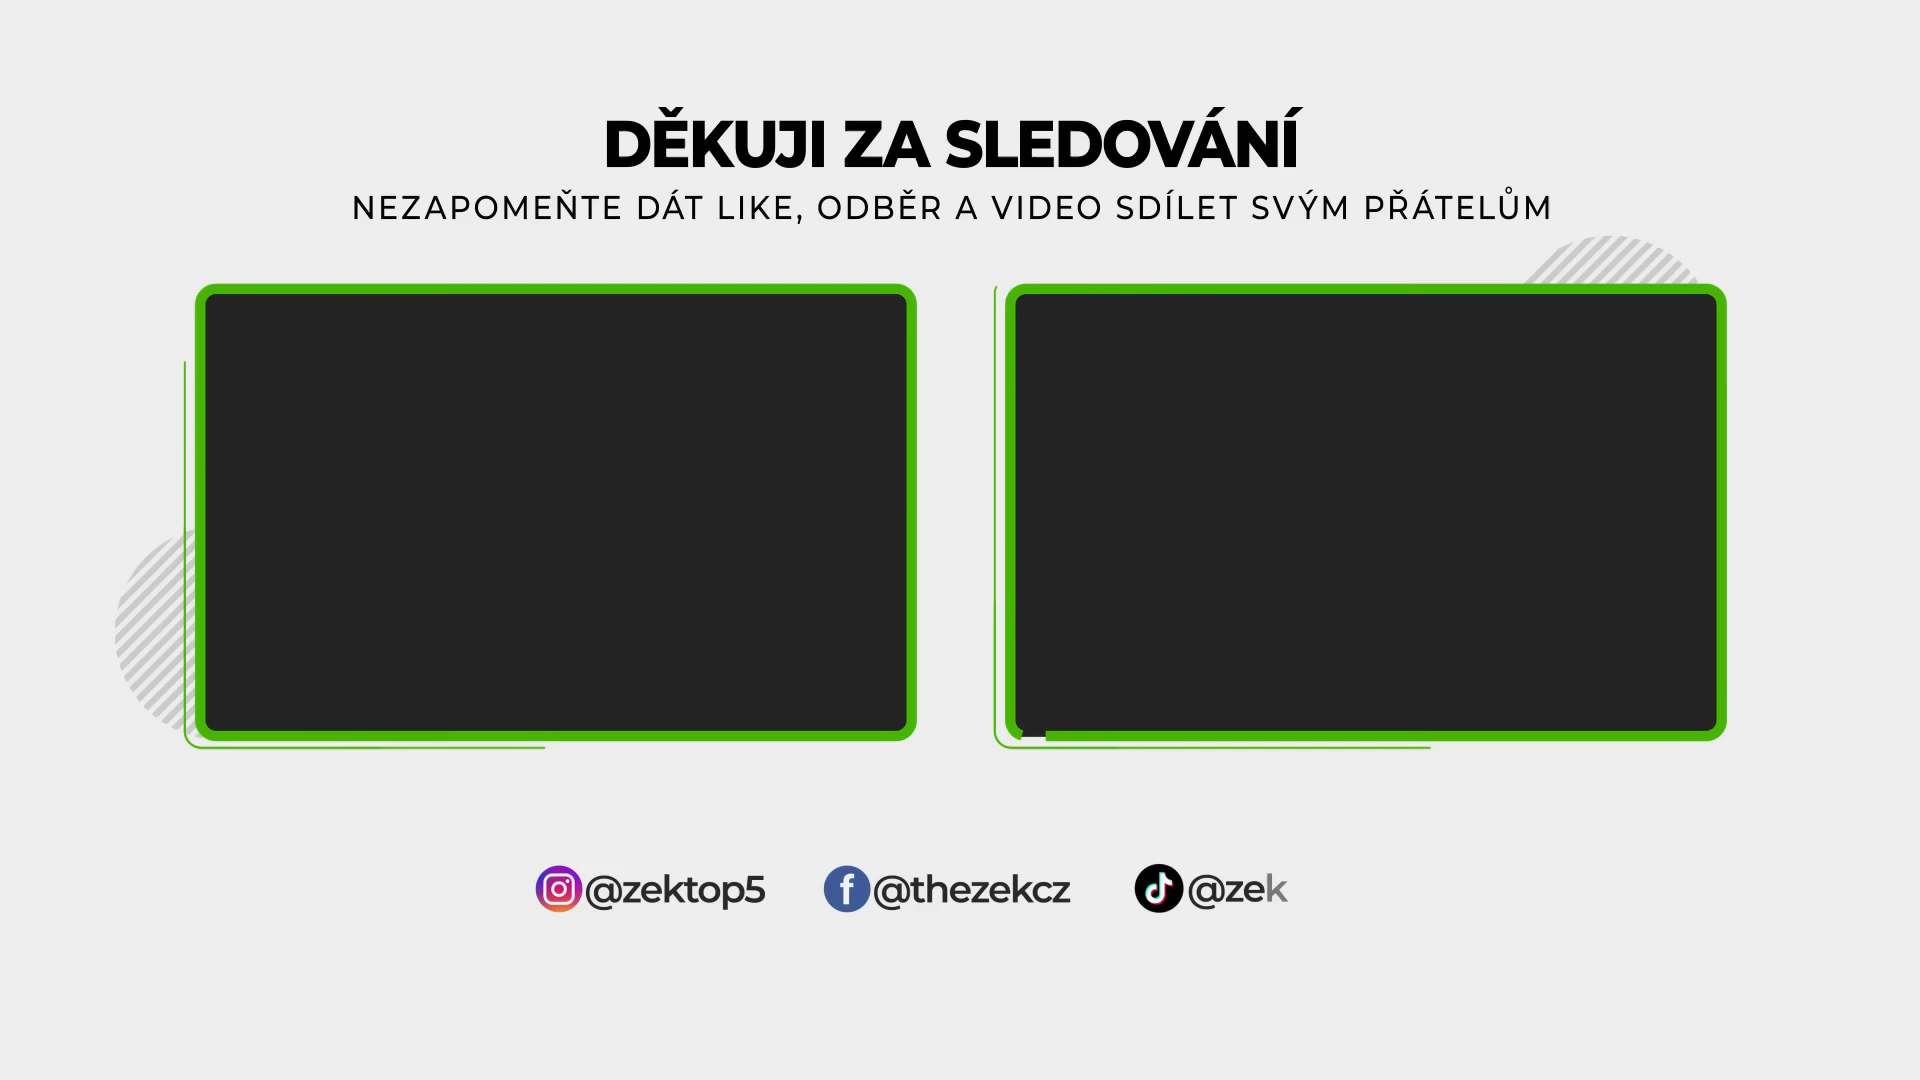 DĚKUJI ZA SLEDOVÁNÍ
NEZAPOMEŇTE DÁT LIKE, ODBĚR A VIDEO SDÍLET SVÝM PŘÁTELŮM
@zektop5 @thezekcz @zek